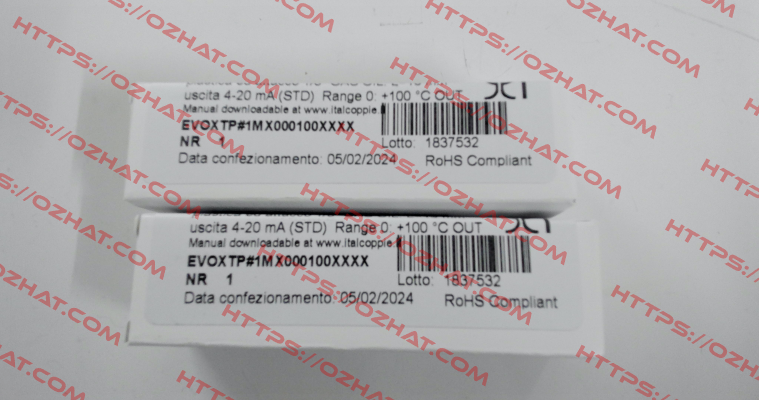 uscita 4-20 mA (STD) Range 0: +100 °C OUT
Manual downloadable at www.italcoppie.it
EVOXTP#1MX000100XXXX
NR 1
Lotto: 1837532
Data confezionamento: 05/02/2024 RoHS Compliant
uscita 4-20 mA (STD) Range 0: +100 °C OUT
Manual downloadable at www.italcoppie
EVOXTP#1MX000100XXXX
NR 1
Lotto: 1837532
Data confezionamento: 05/02/2024 RoHS Compliant
HTTPS://OZHAT.COM